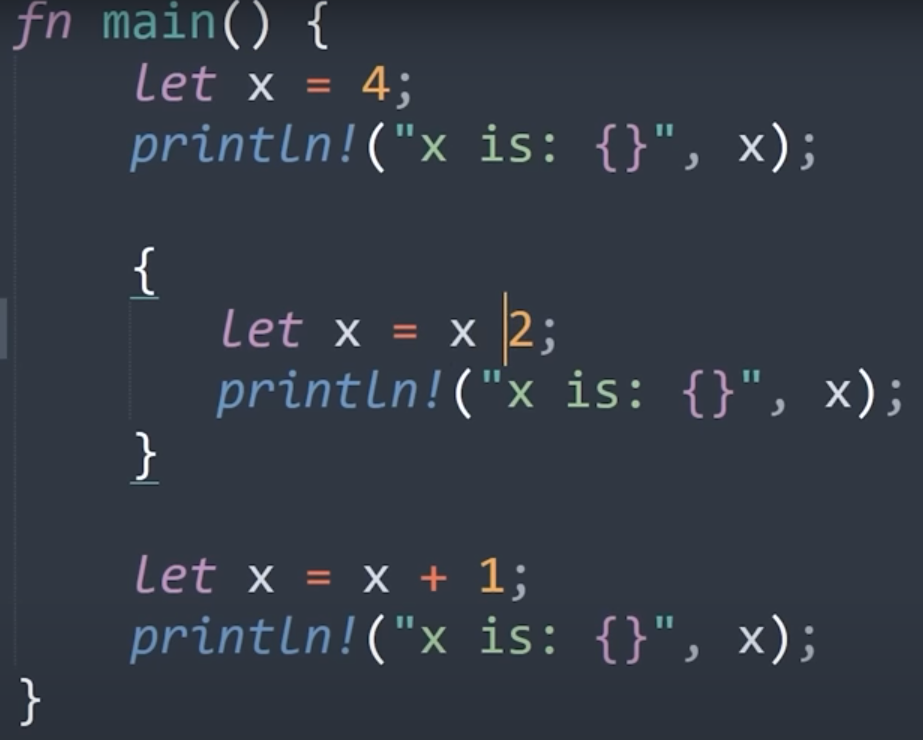 fn main() {
    let x = 4;
    println!("x is: {}", x);

    {
        let x = x 2;
        println!("x is: {}", x);
    }

    let x = x + 1;
    println!("x is: {}", x);
}